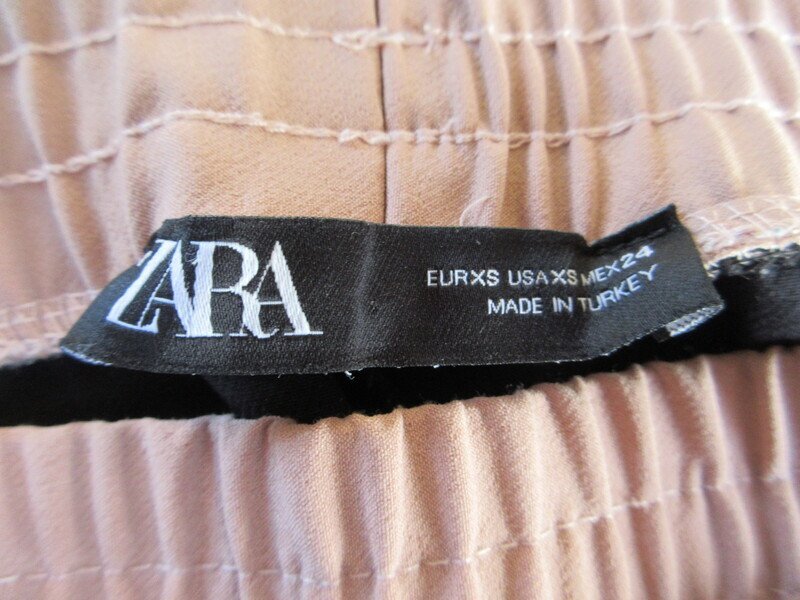 ZARA
EUR XS USA XS MEX 24
MADE IN TURKEY